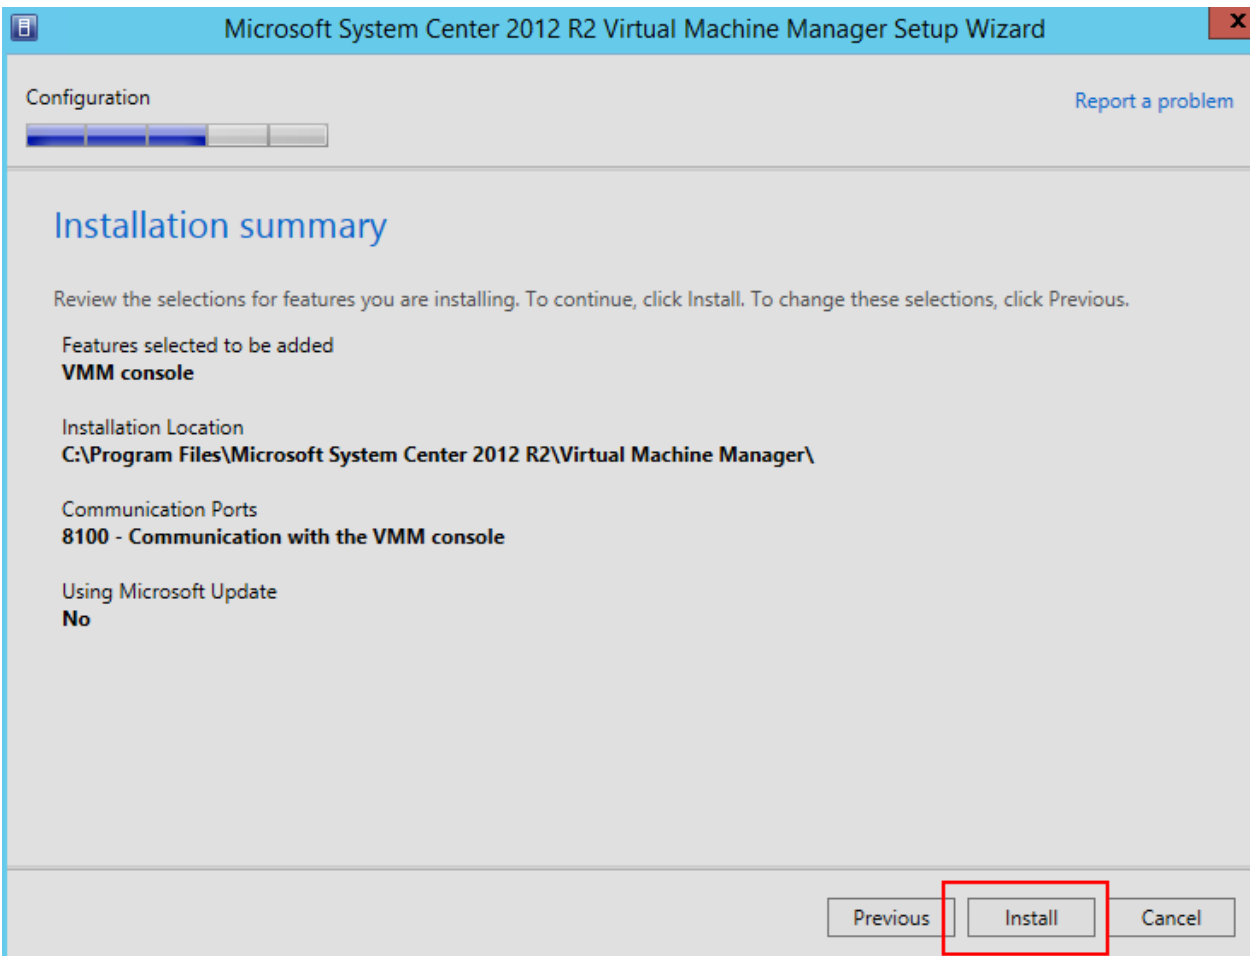 Microsoft System Center 2012 R2 Virtual Machine Manager Setup Wizard
x
Configuration
Report a problem
Installation summary
Review the selections for features you are installing. To continue, click Install. To change these selections, click Previous.
Features selected to be added
VMM console
Installation Location
C:\Program Files\Microsoft System Center 2012 R2\Virtual Machine Manager\
Communication Ports
8100 - Communication with the VMM console
Using Microsoft Update
No
Previous
Install
Cancel